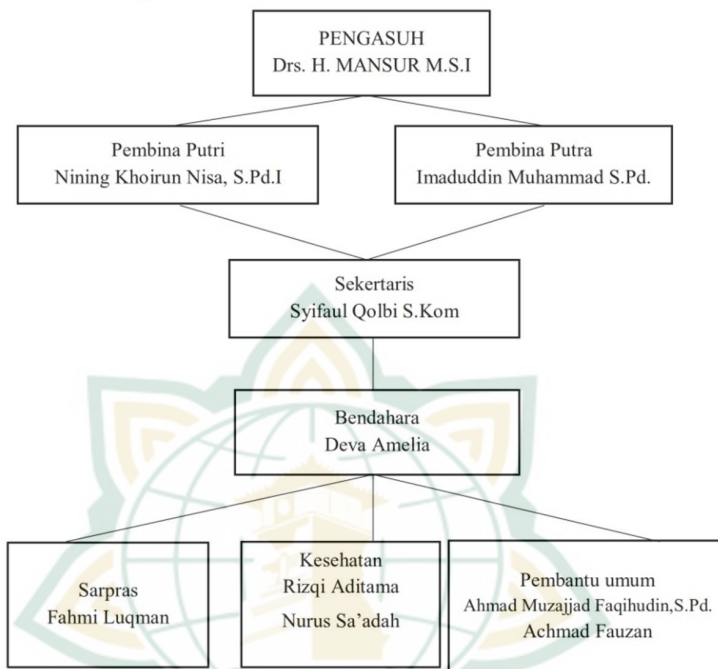 PENGASUH
Drs. H. MANSUR M.S.I
Pembina Putri
Nining Khoirun Nisa, S.Pd.I
Pembina Putra
Imaduddin Muhammad S.Pd.
Sekertaris
Syifaul Qolbi S.Kom
Bendahara
Deva Amelia
Sarpras
Fahmi Luqman
Kesehatan
Rizqi Aditama
Nurus Sa’adah
Pembantu umum
Ahmad Muzajjad Faqihudin,S.Pd.
Achmad Fauzan